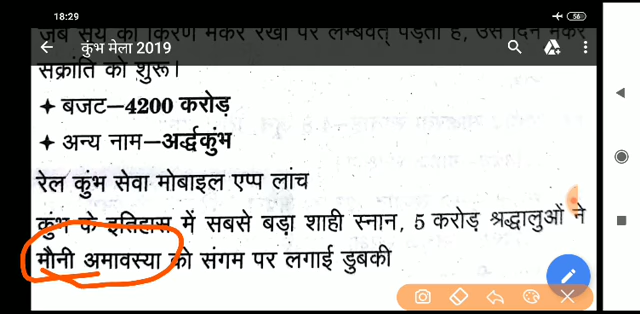 18:29
56
कुंभ मेला 2019
जब सूर्य की किरण मकर रेखा पर लम्बवत् पड़ती है, उस दिन मकर
सक्रांति को शुरू।
✦ बजट–4200 करोड़
✦ अन्य नाम–अर्द्धकुंभ
रेल कुंभ सेवा मोबाइल एप्प लांच
कुंभ के इतिहास में सबसे बड़ा शाही स्नान, 5 करोड़ श्रद्धालुओं ने
मौनी अमावस्या को संगम पर लगाई डुबकी